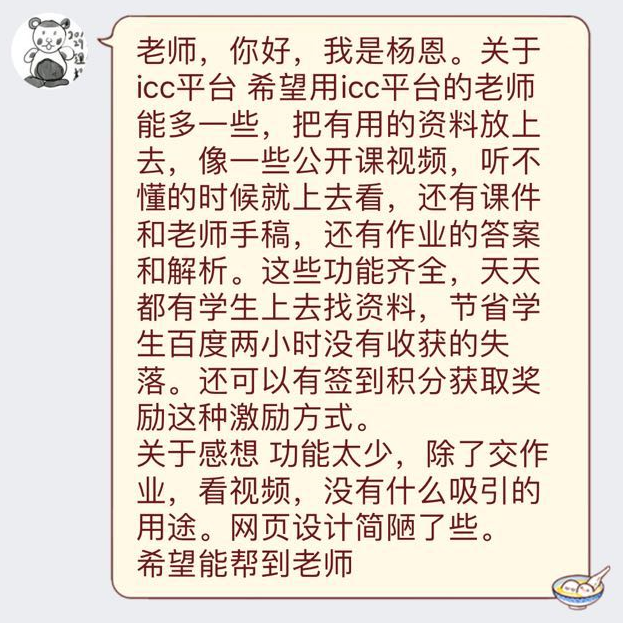 老师，你好，我是杨恩。关于
icc平台 希望用icc平台的老师
能多一些，把有用的资料放上
去，像一些公开课视频，听不
懂的时候就上去看，还有课件
和老师手稿，还有作业的答案
和解析。这些功能齐全，天天
都有学生上去找资料，节省学
生百度两小时没有收获的失
落。还可以有签到积分获取奖
励这种激励方式。
关于感想 功能太少，除了交作
业，看视频，没有什么吸引的
用途。网页设计简陋了些。
希望能帮到老师